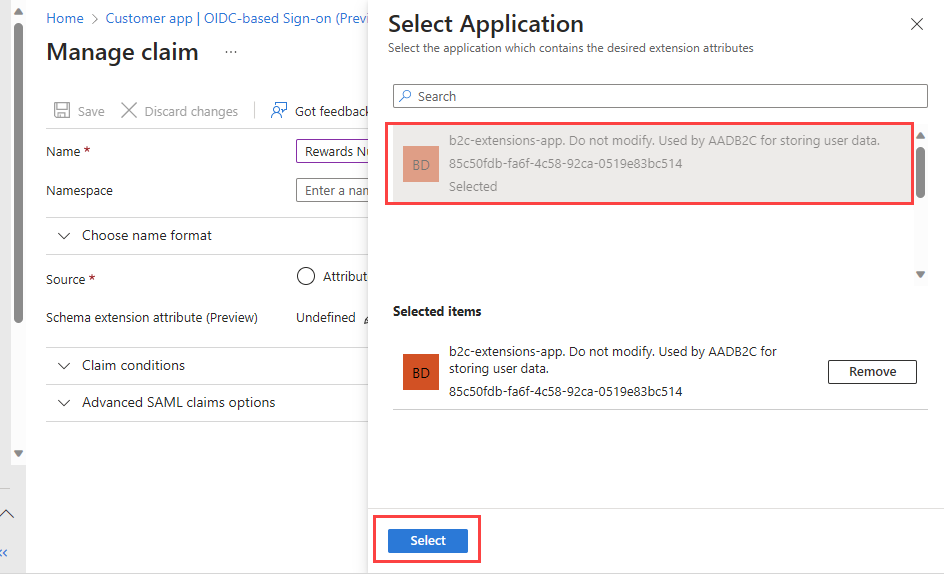 Home > Customer app | OIDC-based Sign-on (Previ
Manage claim ...
Save Discard changes Got feedback
Name *
Rewards Nu
Namespace
Enter a nam
Choose name format
Source *
Attribut
Schema extension attribute (Preview)
Undefined
Claim conditions
Advanced SAML claims options
Select Application
Select the application which contains the desired extension attributes
Search
BD
b2c-extensions-app. Do not modify. Used by AADB2C for storing user data.
85c50fdb-fa6f-4c58-92ca-0519e83bc514
Selected
Selected items
BD
b2c-extensions-app. Do not modify. Used by AADB2C for
storing user data.
85c50fdb-fa6f-4c58-92ca-0519e83bc514
Remove
Select